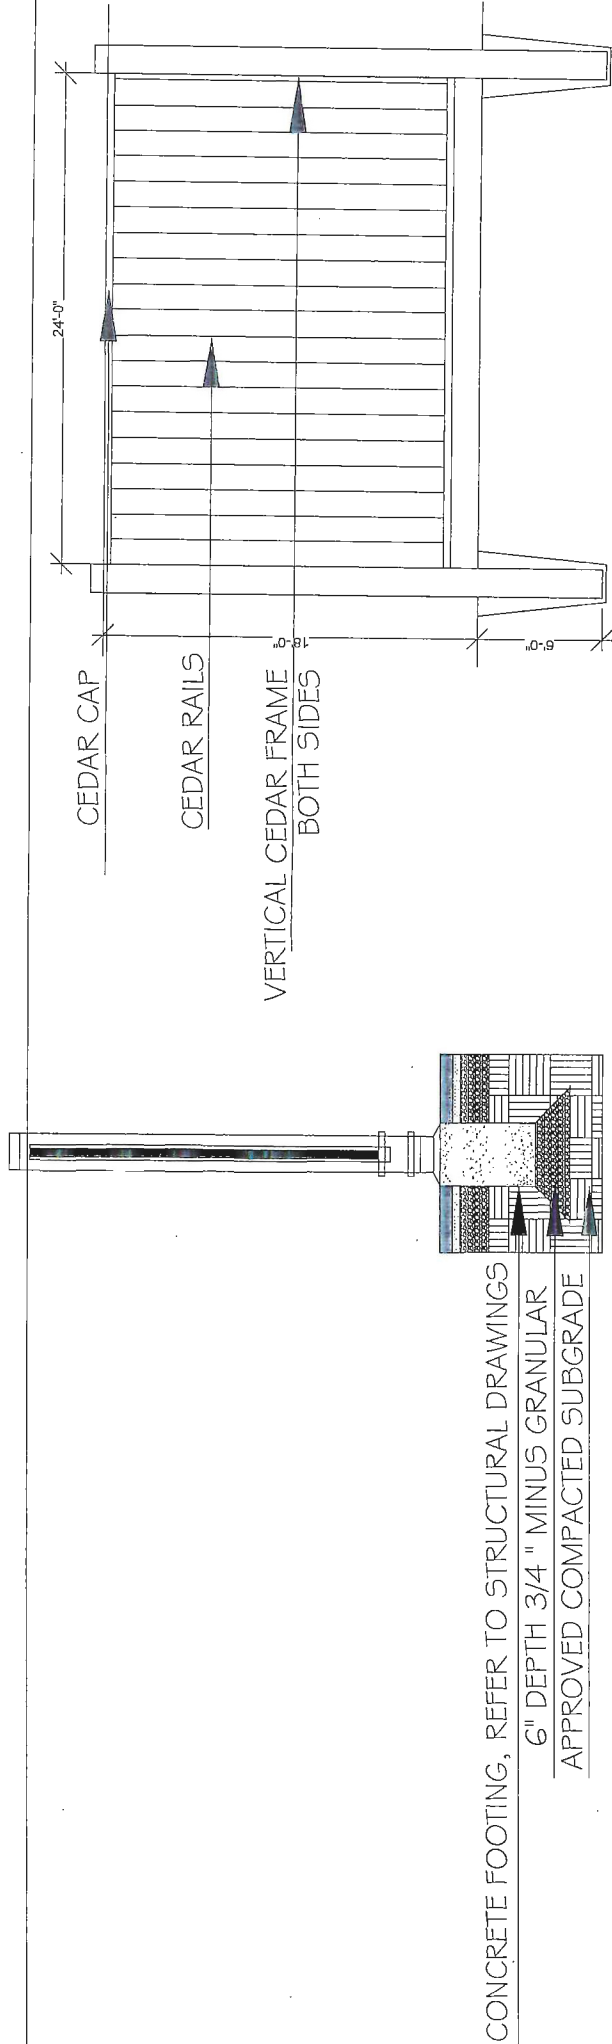 CONCRETE FOOTING, REFER TO STRUCTURAL DRAWINGS
6" DEPTH 3/4" MINUS GRANULAR
APPROVED COMPACTED SUBGRADE
CEDAR CAP
CEDAR RAILS
VERTICAL CEDAR FRAME
BOTH SIDES
24'-0"
18'-0"
6'-0"